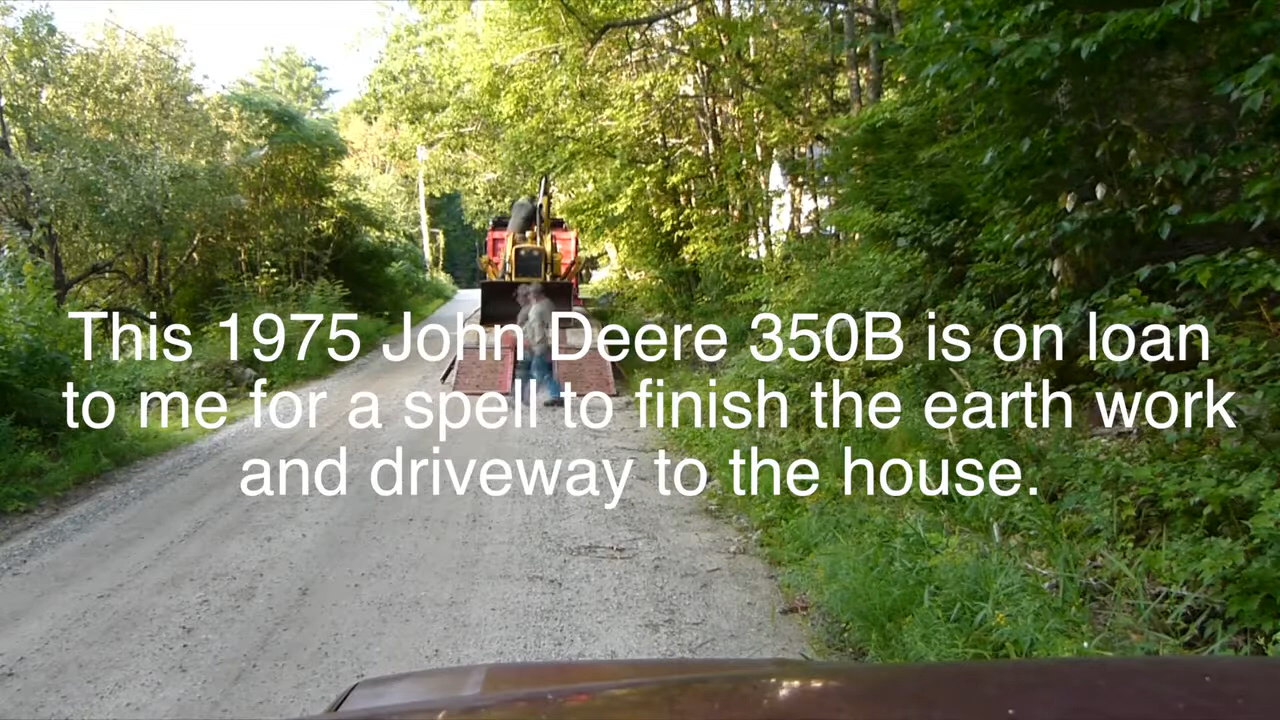 This 1975 John Deere 350B is on loan
to me for a spell to finish the earth work
and driveway to the house.